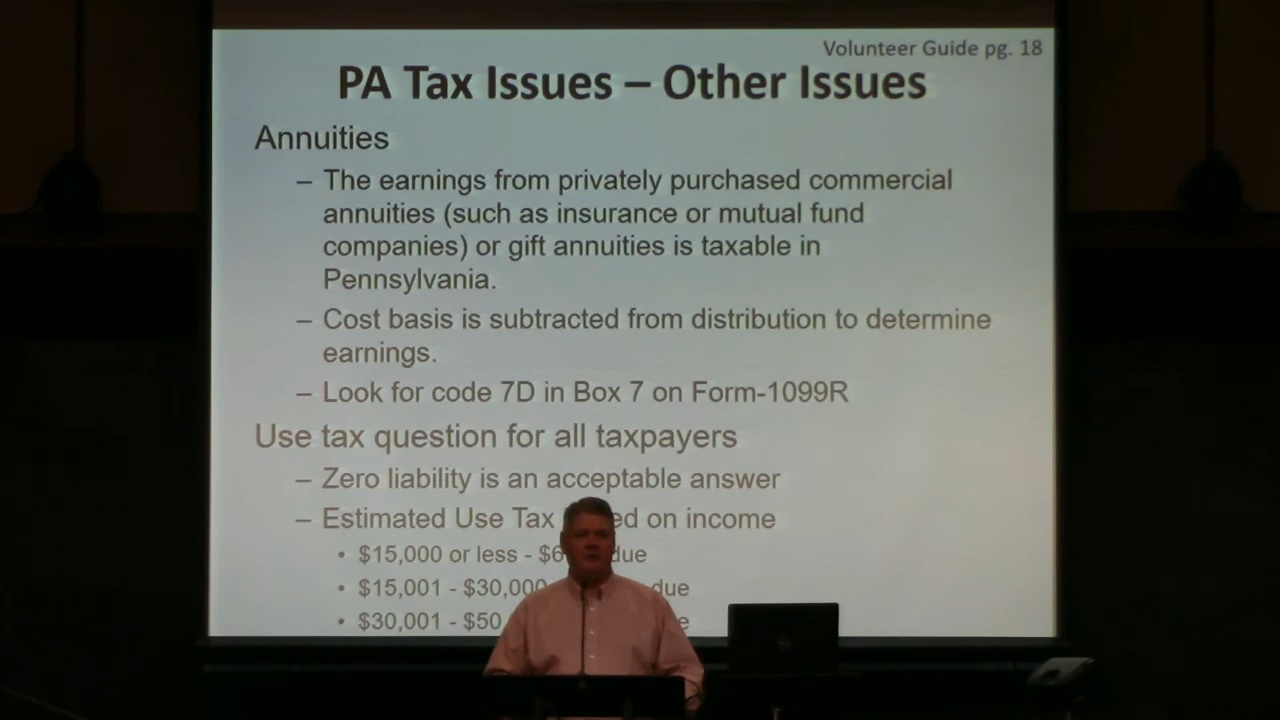 Volunteer Guide pg. 18
PA Tax Issues – Other Issues
Annuities
– The earnings from privately purchased commercial
annuities (such as insurance or mutual fund
companies) or gift annuities is taxable in
Pennsylvania.
– Cost basis is subtracted from distribution to determine
earnings.
– Look for code 7D in Box 7 on Form-1099R
Use tax question for all taxpayers
– Zero liability is an acceptable answer
– Estimated Use Tax on income
• $15,000 or less - $6 due
• $15,001 - $30,000 due
• $30,001 - $50,